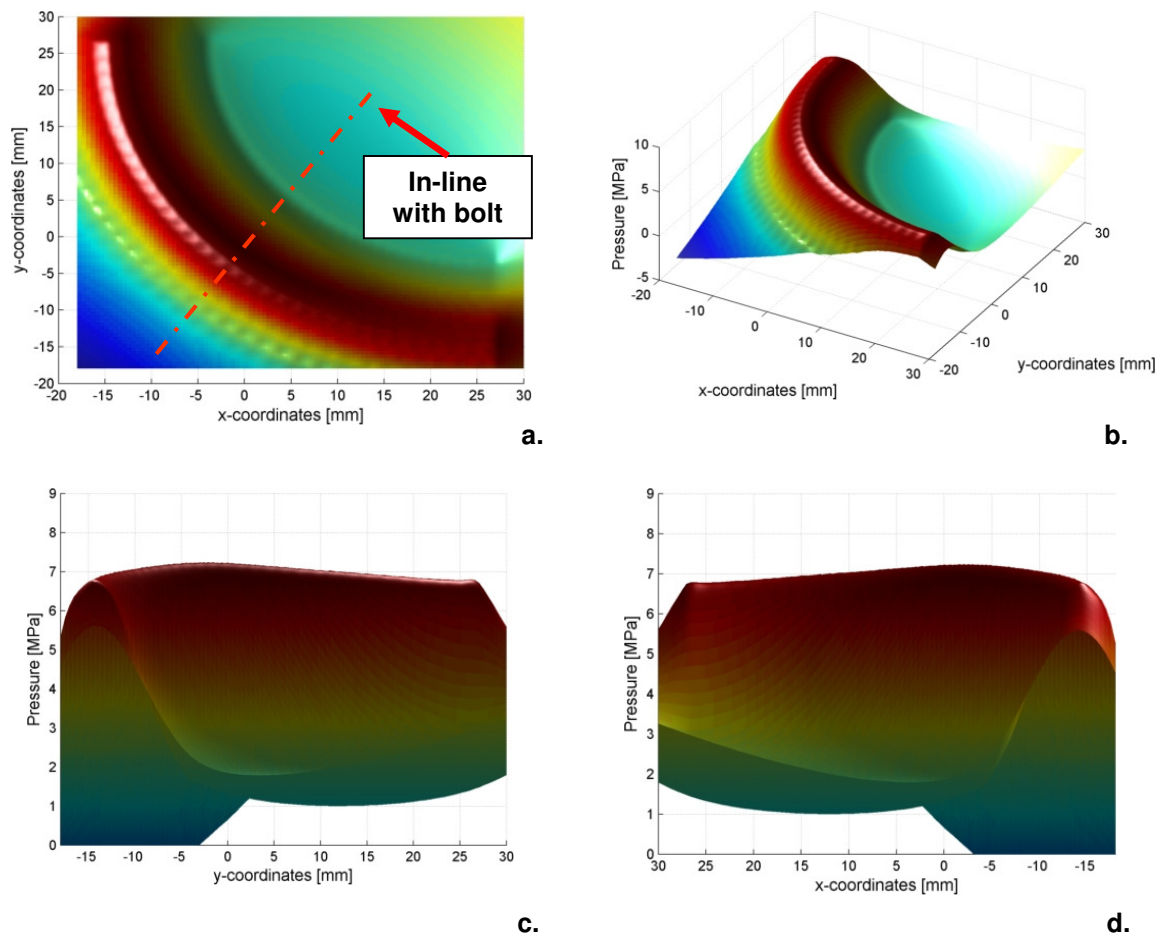 30
25
20
15
10
5
0
-5
-10
-15
-20
y-coordinates [mm]
In-line
with bolt
-20 -15 -10 -5 0 5 10 15 20 25 30
x-coordinates [mm]
a.
10
5
0
-5
Pressure [MPa]
-20 -10 0 10 20 30
x-coordinates [mm]
-20 -10 0 10 20 30
y-coordinates [mm]
b.
9
8
7
6
5
4
3
2
1
0
Pressure [MPa]
-15 -10 -5 0 5 10 15 20 25 30
y-coordinates [mm]
c.
9
8
7
6
5
4
3
2
1
0
Pressure [MPa]
30 25 20 15 10 5 0 -5 -10 -15
x-coordinates [mm]
d.